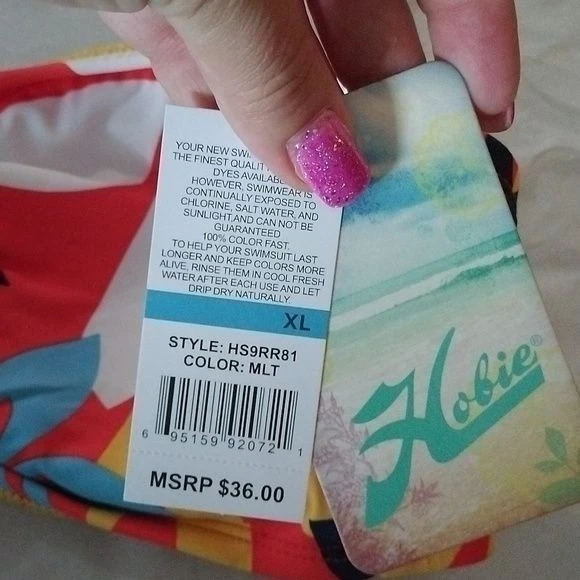 YOUR NEW
THE FINEST QUALITY
DYES
HOWEVER, SWIMWEAR IS
CONTINUALLY EXPOSED TO
CHLORINE, SALT WATER, AND
SUNLIGHT,AND CAN NOT BE
GUARANTEED
100% COLOR FAST.
TO HELP YOUR SWIMSUIT LAST
LONGER AND KEEP COLORS MORE
ALIVE, RINSE THEM IN COOL FRESH
WATER AFTER EACH USE AND LET
DRIP DRY NATURALLY.
XL
STYLE: HS9RR81
COLOR: MLT
6 95159 92072 1
MSRP $36.00
Hobie®